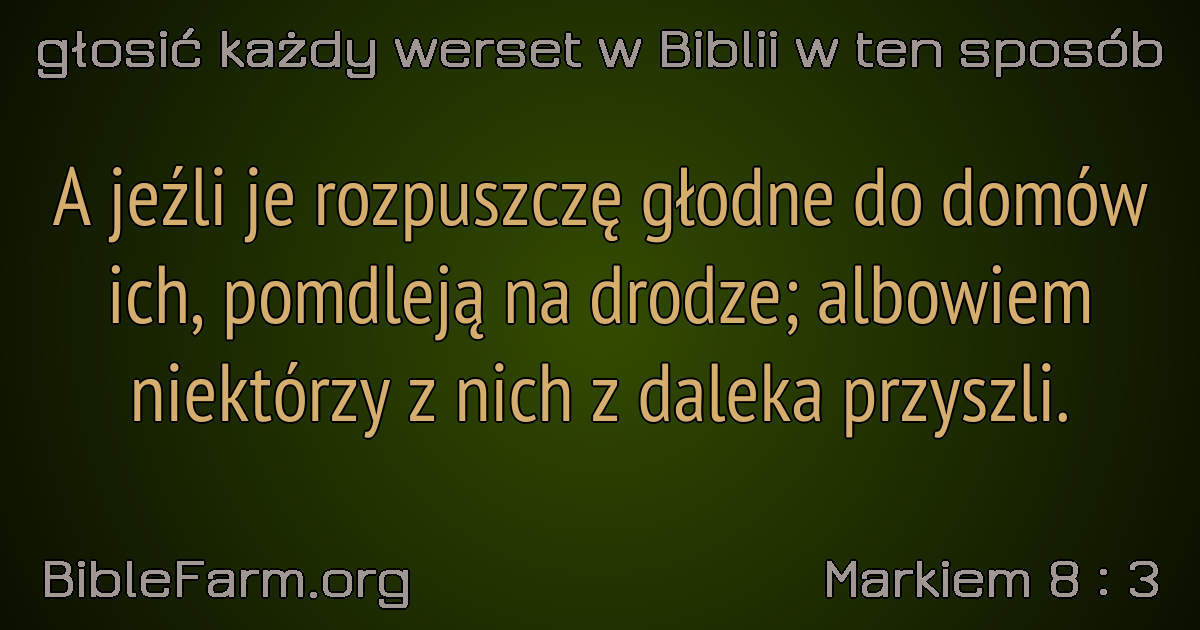 głosić każdy werset w Biblii w ten sposób
A jeźli je rozpuszczę głodne do domów
ich, pomdleją na drodze; albowiem
niektórzy z nich z daleka przyszli.
BibleFarm.org
Markiem 8 : 3